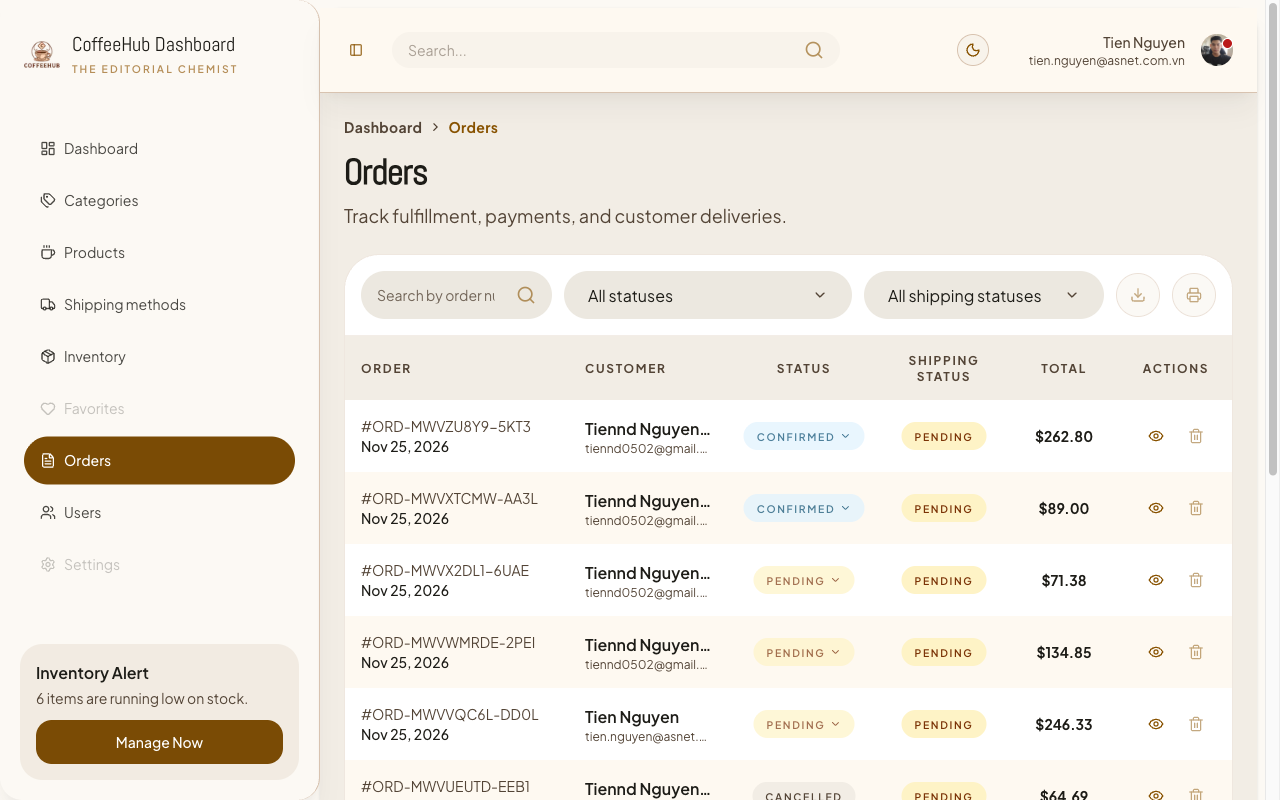 CoffeeHub Dashboard
COFFEEHUB
THE EDITORIAL CHEMIST
Dashboard
Categories
Products
Shipping methods
Inventory
Favorites
Orders
Users
Settings
Inventory Alert
6 items are running low on stock.
Manage Now
Search...
Tien Nguyen
tien.nguyen@asnet.com.vn
Dashboard > Orders
Orders
Track fulfillment, payments, and customer deliveries.
Search by order nu
All statuses
All shipping statuses
ORDER CUSTOMER STATUS SHIPPING STATUS TOTAL ACTIONS
#ORD-MWVZU8Y9-5KT3 Tiennd Nguyen... CONFIRMED PENDING $262.80
Nov 25, 2026 tiennd0502@gmail....
#ORD-MWVXTCMW-AA3L Tiennd Nguyen... CONFIRMED PENDING $89.00
Nov 25, 2026 tiennd0502@gmail....
#ORD-MWVX2DL1-6UAE Tiennd Nguyen... PENDING PENDING $71.38
Nov 25, 2026 tiennd0502@gmail....
#ORD-MWVWMRDE-2PEI Tiennd Nguyen... PENDING PENDING $134.85
Nov 25, 2026 tiennd0502@gmail....
#ORD-MWVVQC6L-DD0L Tien Nguyen PENDING PENDING $246.33
Nov 25, 2026 tien.nguyen@asnet....
#ORD-MWVUEUTD-EEB1 Tiennd Nguyen... CANCELLED PENDING $64.69